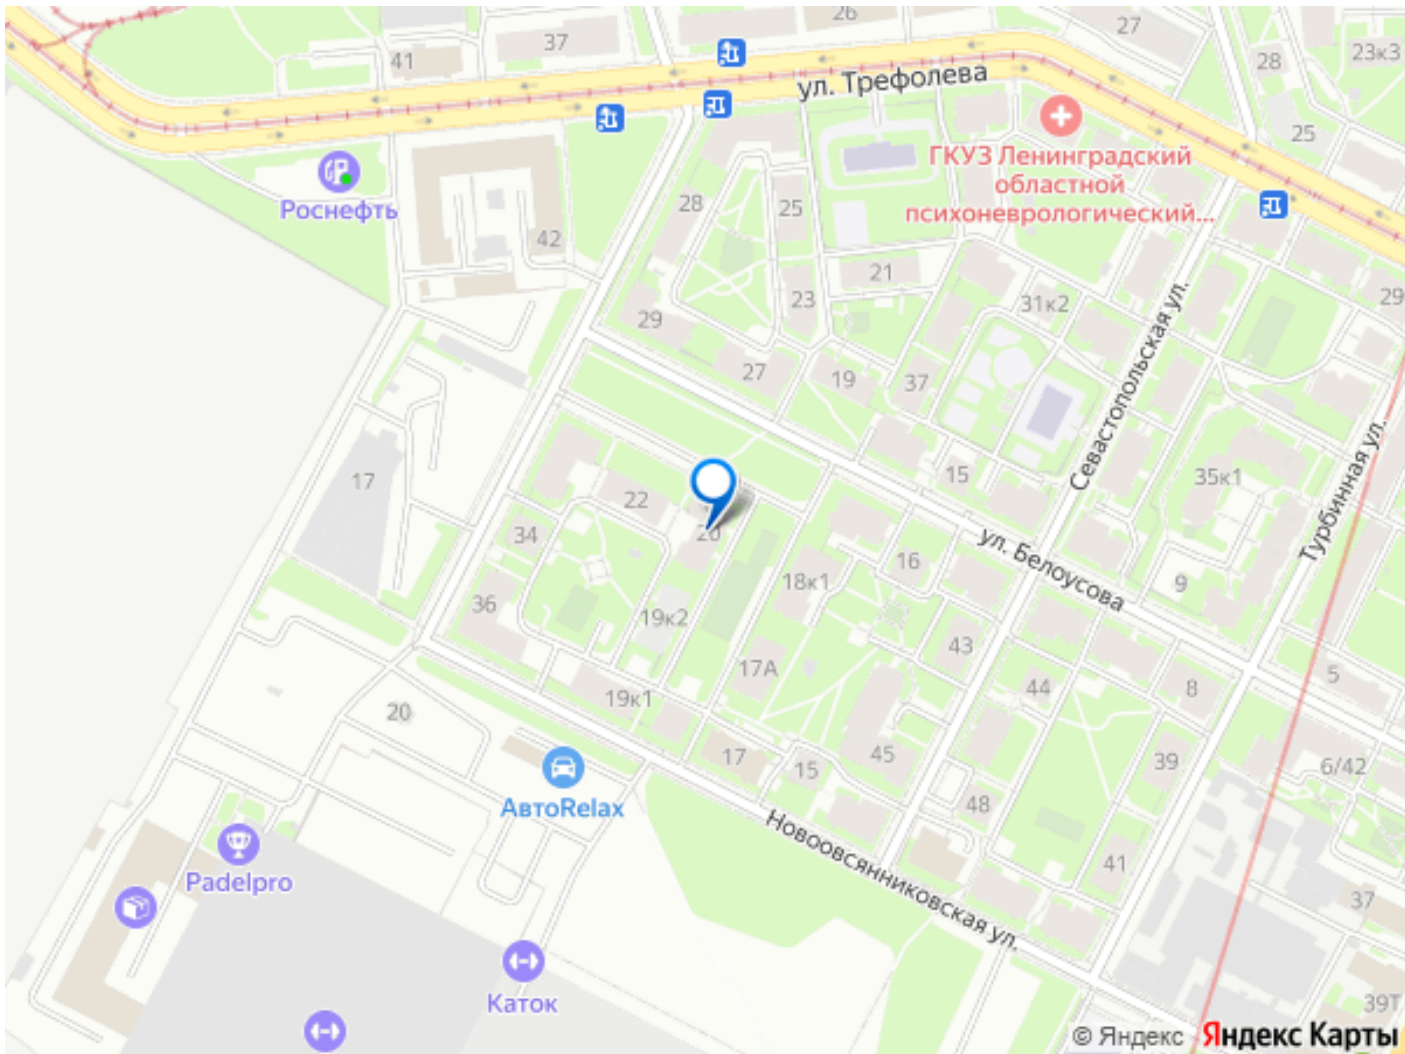 26
27
37
41
28
23к3
ул. Трефолева
25
ГКУЗ Ленинградский
областной
психоневрологический...
Роснефть
28
25
42
21
23
31к2
29
29
27
19
37
Севастопольская ул.
15
35к1
17
22
Турбинная ул.
34
20
ул. Белоусова
16
18к1
9
36
19к2
43
17А
5
44
8
19к1
20
45
17
15
39
6/42
АвтоRelax
48
Новоовсянниковская ул.
41
Padelpro
37
Каток
39Т
© Яндекс Яндекс Карты